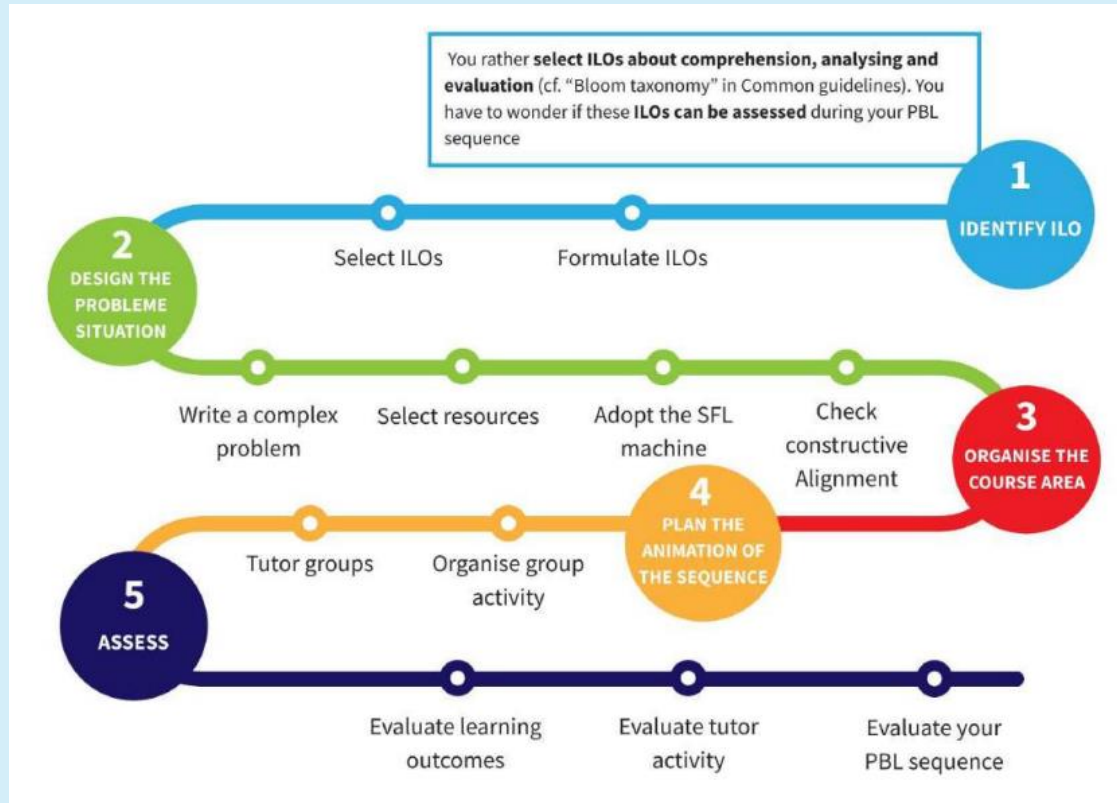 You rather select ILOs about comprehension, analysing and
evaluation (cf. “Bloom taxonomy” in Common guidelines). You
have to wonder if these ILOs can be assessed during your PBL
sequence
1
IDENTIFY ILO
Select ILOs
Formulate ILOs
2
DESIGN THE
PROBLEME
SITUATION
Write a complex
problem
Select resources
Adopt the SFL
machine
Check
constructive
Alignment
3
ORGANISE THE
COURSE AREA
4
PLAN THE
ANIMATION OF
THE SEQUENCE
Organise group
activity
Tutor groups
5
ASSESS
Evaluate learning
outcomes
Evaluate tutor
activity
Evaluate your
PBL sequence